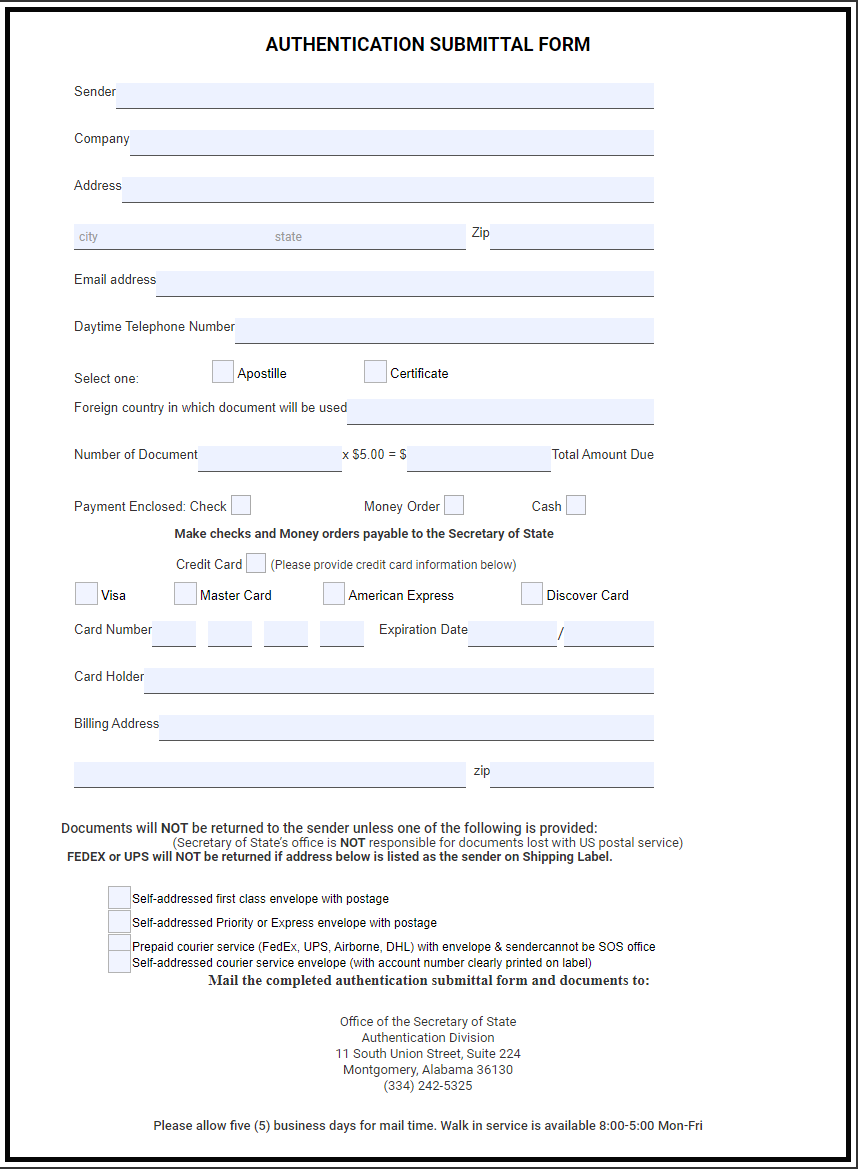 AUTHENTICATION SUBMITTAL FORM
Sender
Company
Address
city state Zip
Email address
Daytime Telephone Number
Select one: Apostille Certificate
Foreign country in which document will be used
Number of Document x $5.00 = $ Total Amount Due
Payment Enclosed: Check Money Order Cash
Make checks and Money orders payable to the Secretary of State
Credit Card (Please provide credit card information below)
Visa Master Card American Express Discover Card
Card Number Expiration Date /
Card Holder
Billing Address
zip
Documents will NOT be returned to the sender unless one of the following is provided:
(Secretary of State's office is NOT responsible for documents lost with US postal service)
FEDEX or UPS will NOT be returned if address below is listed as the sender on Shipping Label.
Self-addressed first class envelope with postage
Self-addressed Priority or Express envelope with postage
Prepaid courier service (FedEx, UPS, Airborne, DHL) with envelope & sendercannot be SOS office
Self-addressed courier service envelope (with account number clearly printed on label)
Mail the completed authentication submittal form and documents to:
Office of the Secretary of State
Authentication Division
11 South Union Street, Suite 224
Montgomery, Alabama 36130
(334) 242-5325
Please allow five (5) business days for mail time. Walk in service is available 8:00-5:00 Mon-Fri